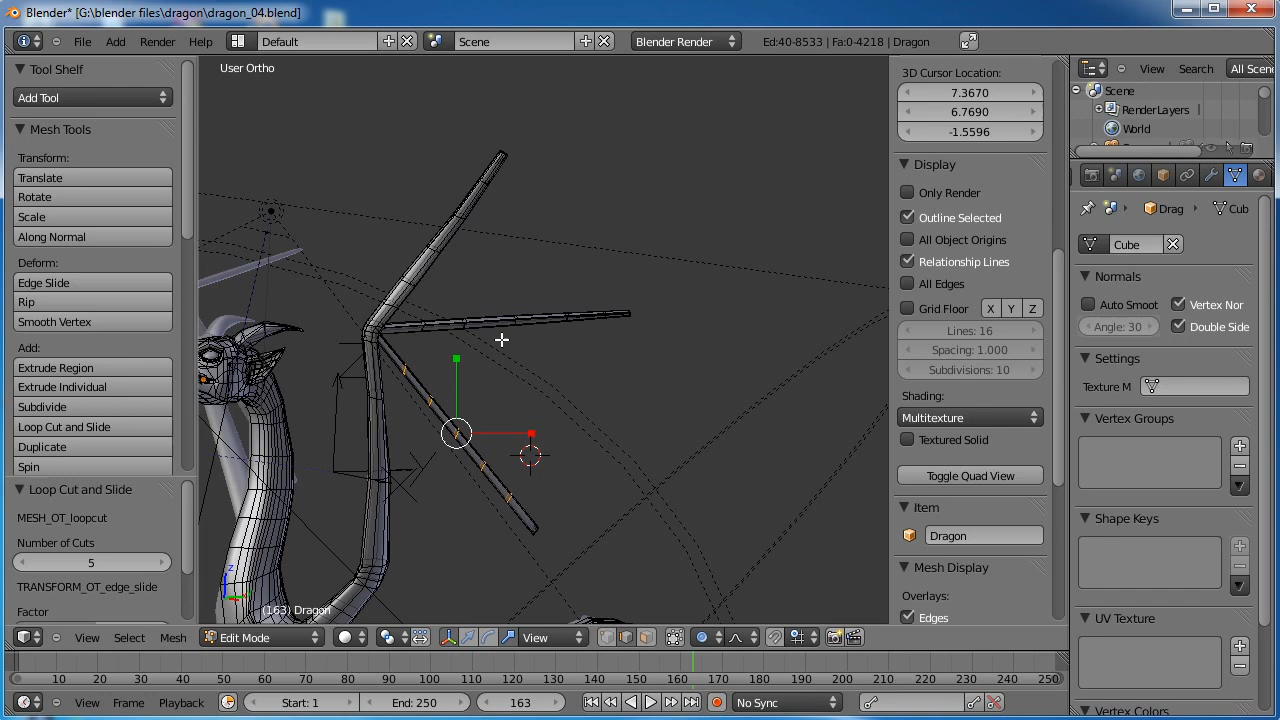 Blender* [G:\blender files\dragon\dragon_04.blend]
File Add Render Help Default Scene Blender Render Ed:40-8533 | Fa:0-4218 | Dragon
Tool Shelf
Add Tool
Mesh Tools
Transform:
Translate
Rotate
Scale
Along Normal
Deform:
Edge Slide
Rip
Smooth Vertex
Add:
Extrude Region
Extrude Individual
Subdivide
Loop Cut and Slide
Duplicate
Spin
Loop Cut and Slide
MESH_OT_loopcut
Number of Cuts
5
TRANSFORM_OT_edge_slide
Factor
User Ortho
z
(163) Dragon
3D Cursor Location:
7.3670
6.7690
-1.5596
Display
Only Render
Outline Selected
All Object Origins
Relationship Lines
All Edges
Grid Floor X Y Z
Lines: 16
Spacing: 1.000
Subdivisions: 10
Shading:
Multitexture
Textured Solid
Toggle Quad View
Item
Dragon
Mesh Display
Overlays:
Edges
View Search All Scene
Scene
RenderLayers
World
Drag Cub
Cube
Normals
Auto Smoot Vertex Nor
Angle: 30 Double Side
Settings
Texture M
Vertex Groups
Shape Keys
UV Texture
Vertex Colors
View Select Mesh Edit Mode View
10 20 30 40 50 60 70 80 90 100 110 120 130 140 150 160 170 180 190 200 210 220 230 240 250
View Frame Playback Start: 1 End: 250 163 No Sync